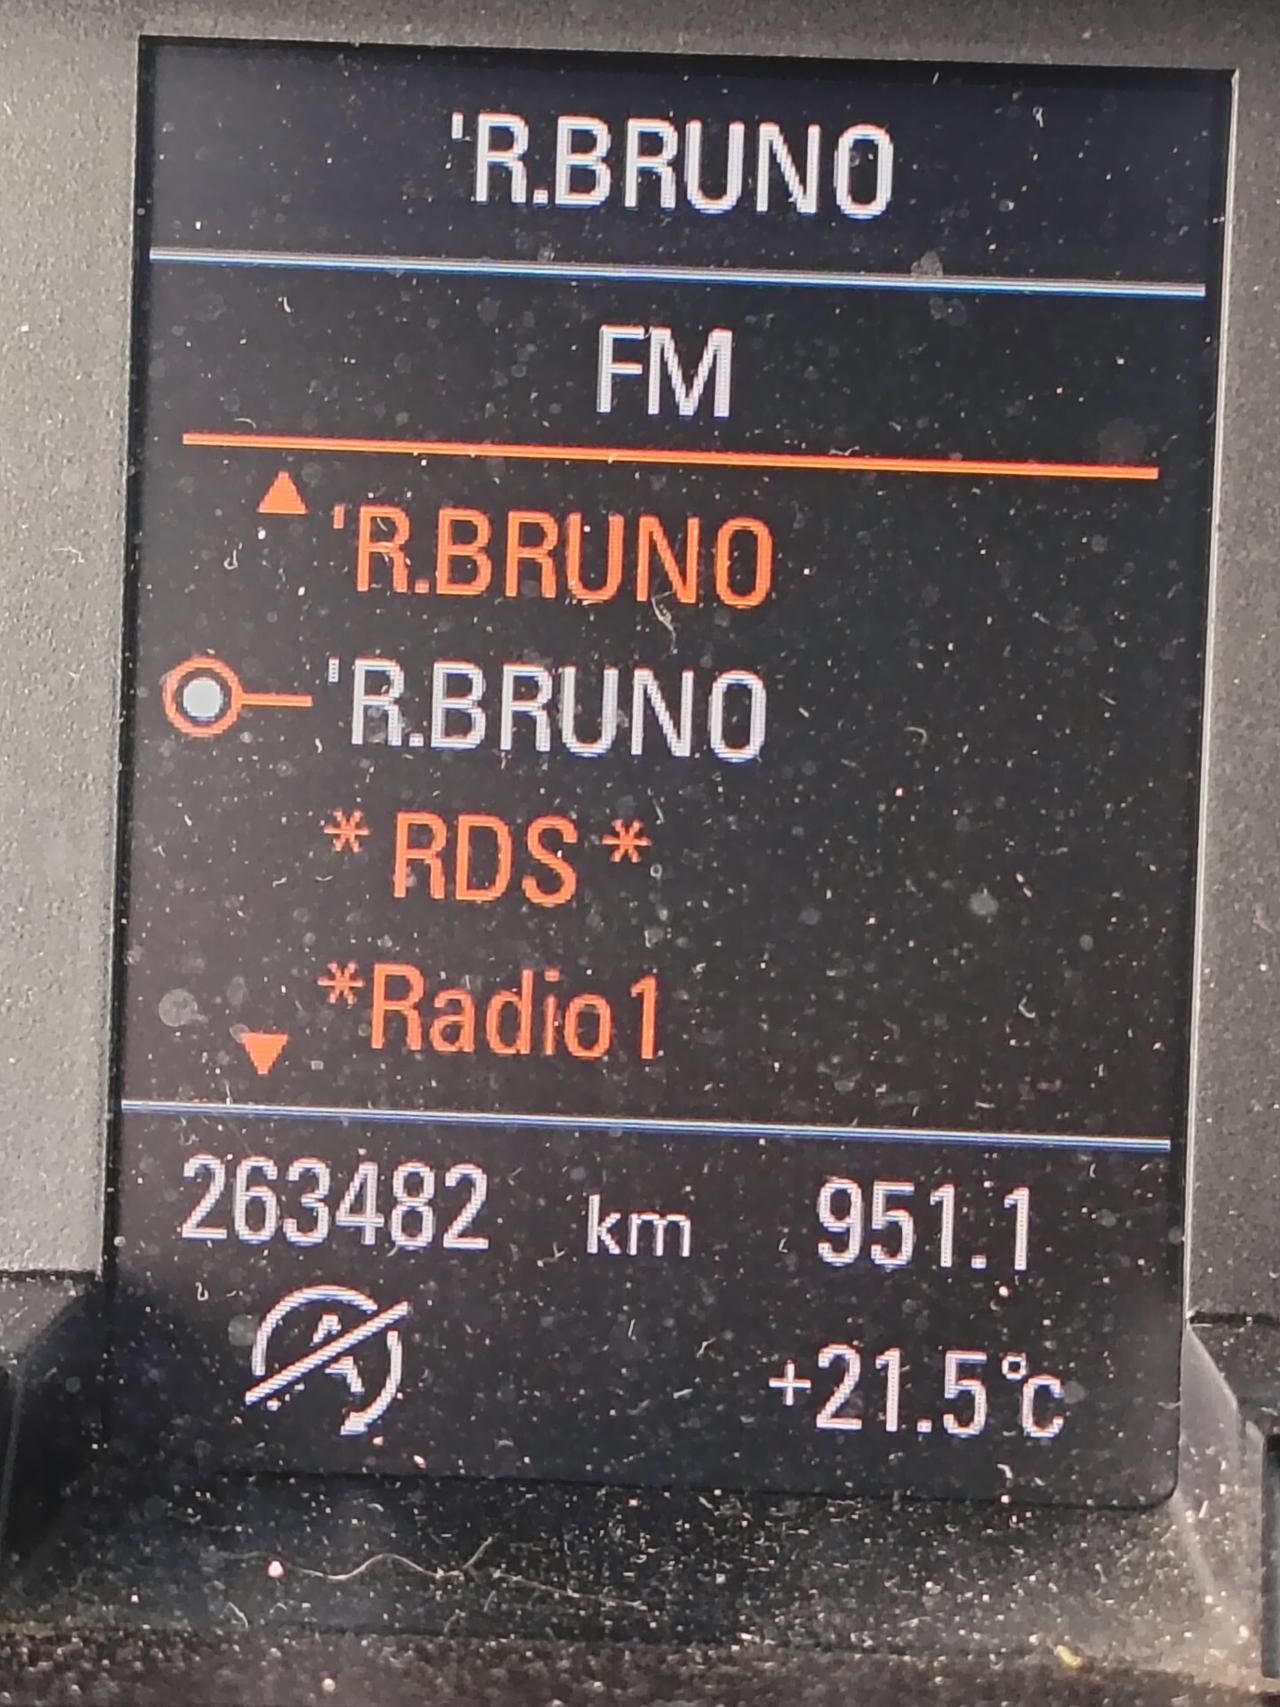 'R.BRUNO
FM
'R.BRUNO
'R.BRUNO
* RDS *
*Radio1
263482 km 951.1
A
+21.5°C